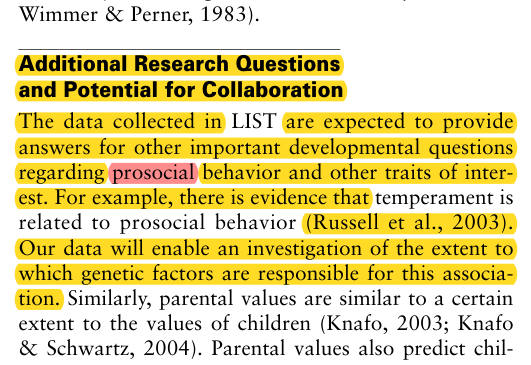 Wimmer & Perner, 1983).
Additional Research Questions
and Potential for Collaboration
The data collected in LIST are expected to provide
answers for other important developmental questions
regarding prosocial behavior and other traits of inter-
est. For example, there is evidence that temperament is
related to prosocial behavior (Russell et al., 2003).
Our data will enable an investigation of the extent to
which genetic factors are responsible for this associa-
tion. Similarly, parental values are similar to a certain
extent to the values of children (Knafo, 2003; Knafo
& Schwartz, 2004). Parental values also predict chil-